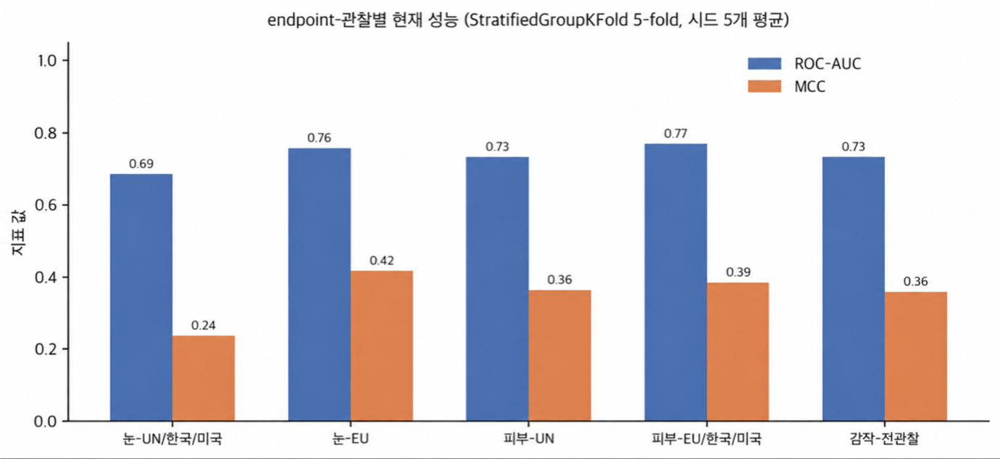 endpoint-관찰별 현재 성능 (StratifiedGroupKFold 5-fold, 시드 5개 평균)
ROC-AUC
MCC
지표 값
1.0
0.8
0.6
0.4
0.2
0.0
0.69
0.24
0.76
0.42
0.73
0.36
0.77
0.39
0.73
0.36
눈-UN/한국/미국
눈-EU
피부-UN
피부-EU/한국/미국
감작-전관찰